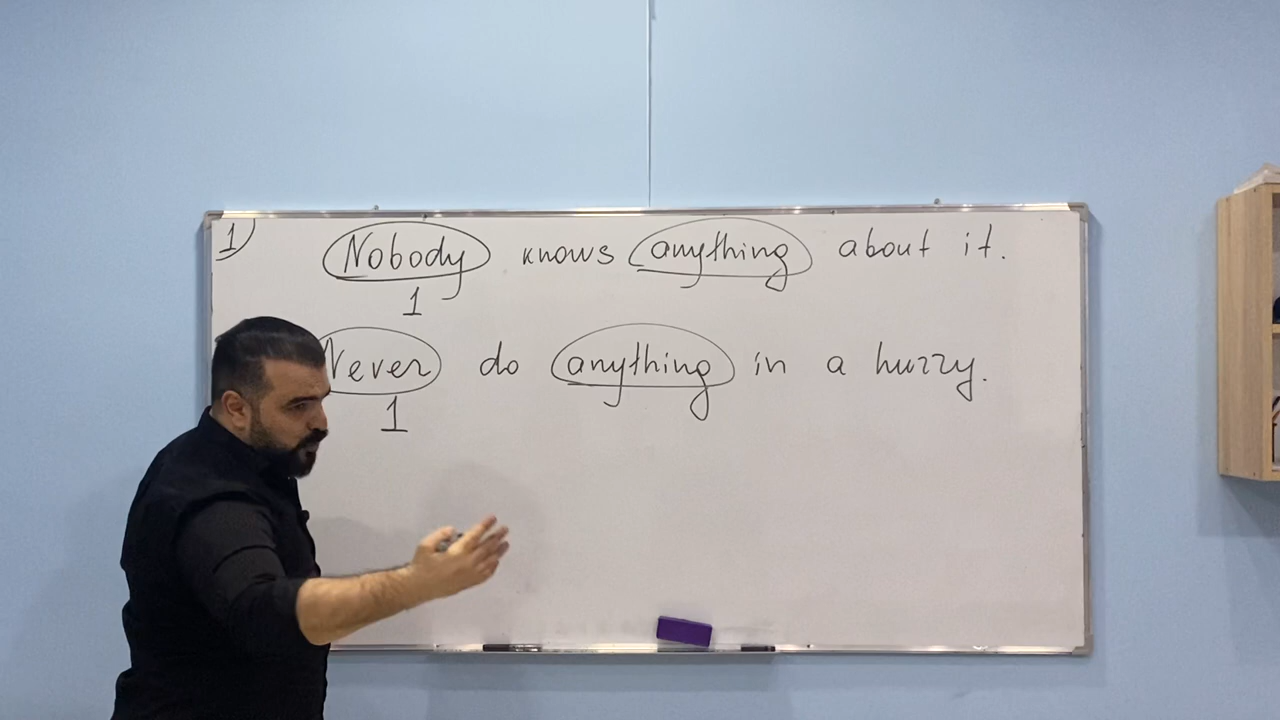 1) Nobody knows anything about it.
1
Never do anything in a hurry.
1